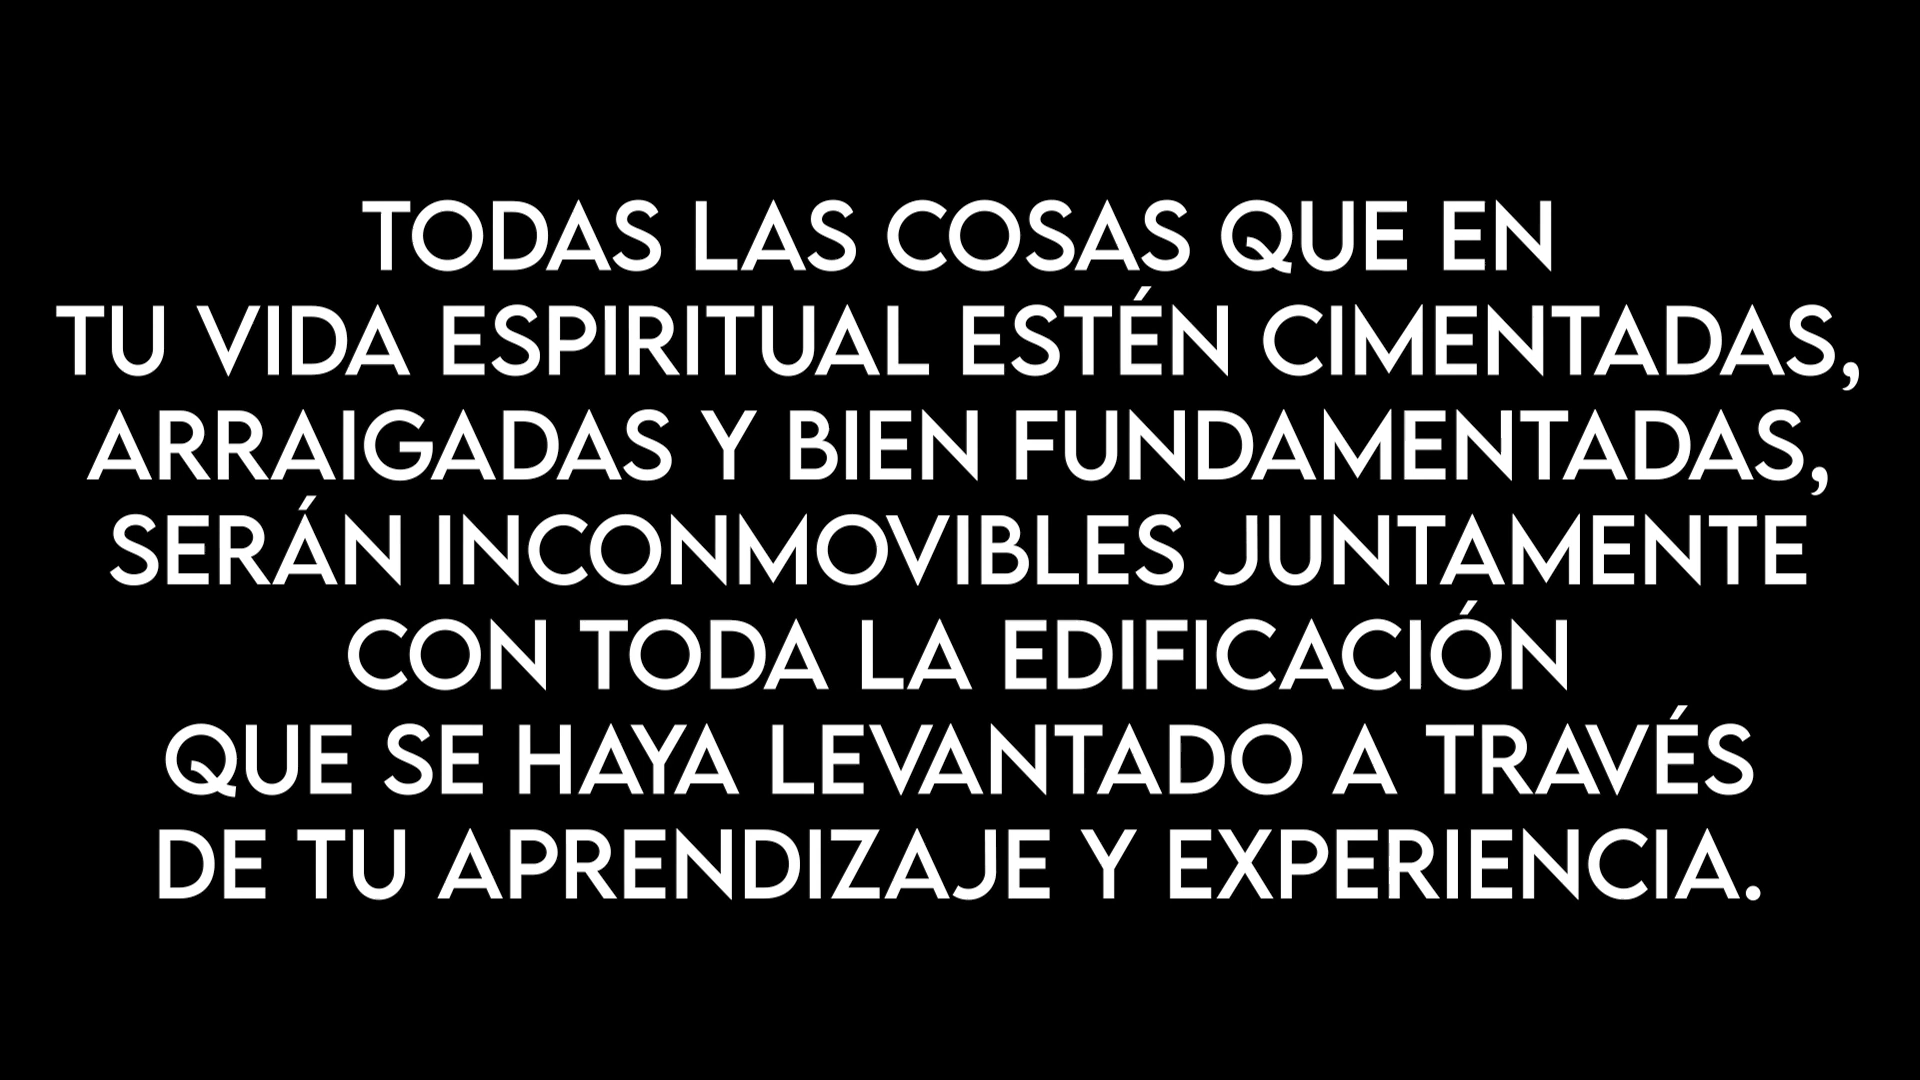 TODAS LAS COSAS QUE EN
TU VIDA ESPIRITUAL ESTÉN CIMENTADAS,
ARRAIGADAS Y BIEN FUNDAMENTADAS,
SERÁN INCONMOVIBLES JUNTAMENTE
CON TODA LA EDIFICACIÓN
QUE SE HAYA LEVANTADO A TRAVÉS
DE TU APRENDIZAJE Y EXPERIENCIA.